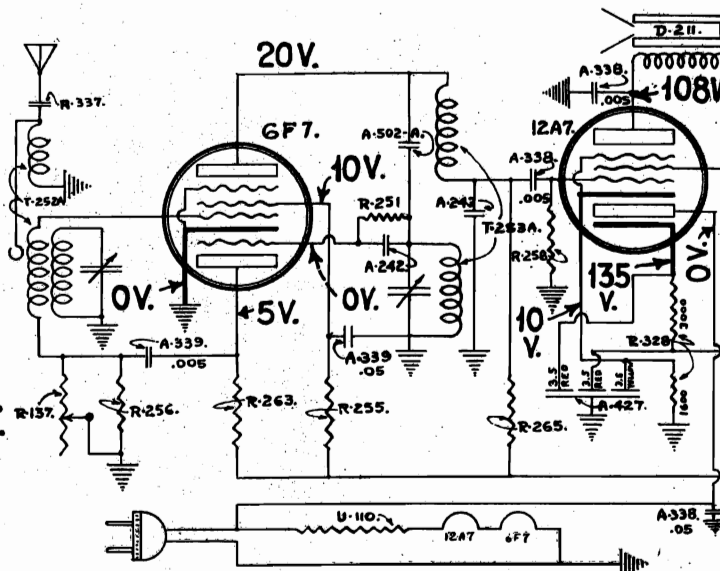 D-211.
A-338.
.005
108V
20V.
R-337.
6F7.
12A7.
A-502-A.
A-338.
.005
10V.
R-251
A-242.
T-253A.
T-252A
A-242.
R-258.
0V.
0V.
0V.
135
V.
5V.
10
V.
3000
R-328
A-339.
.005
A-339
.05
3.5
RED
3.5
RED
3.5
A-427.
1600
R-137.
R-256.
R-263.
R-255.
R-265.
U-110.
12A7
6F7
A-338.
.05